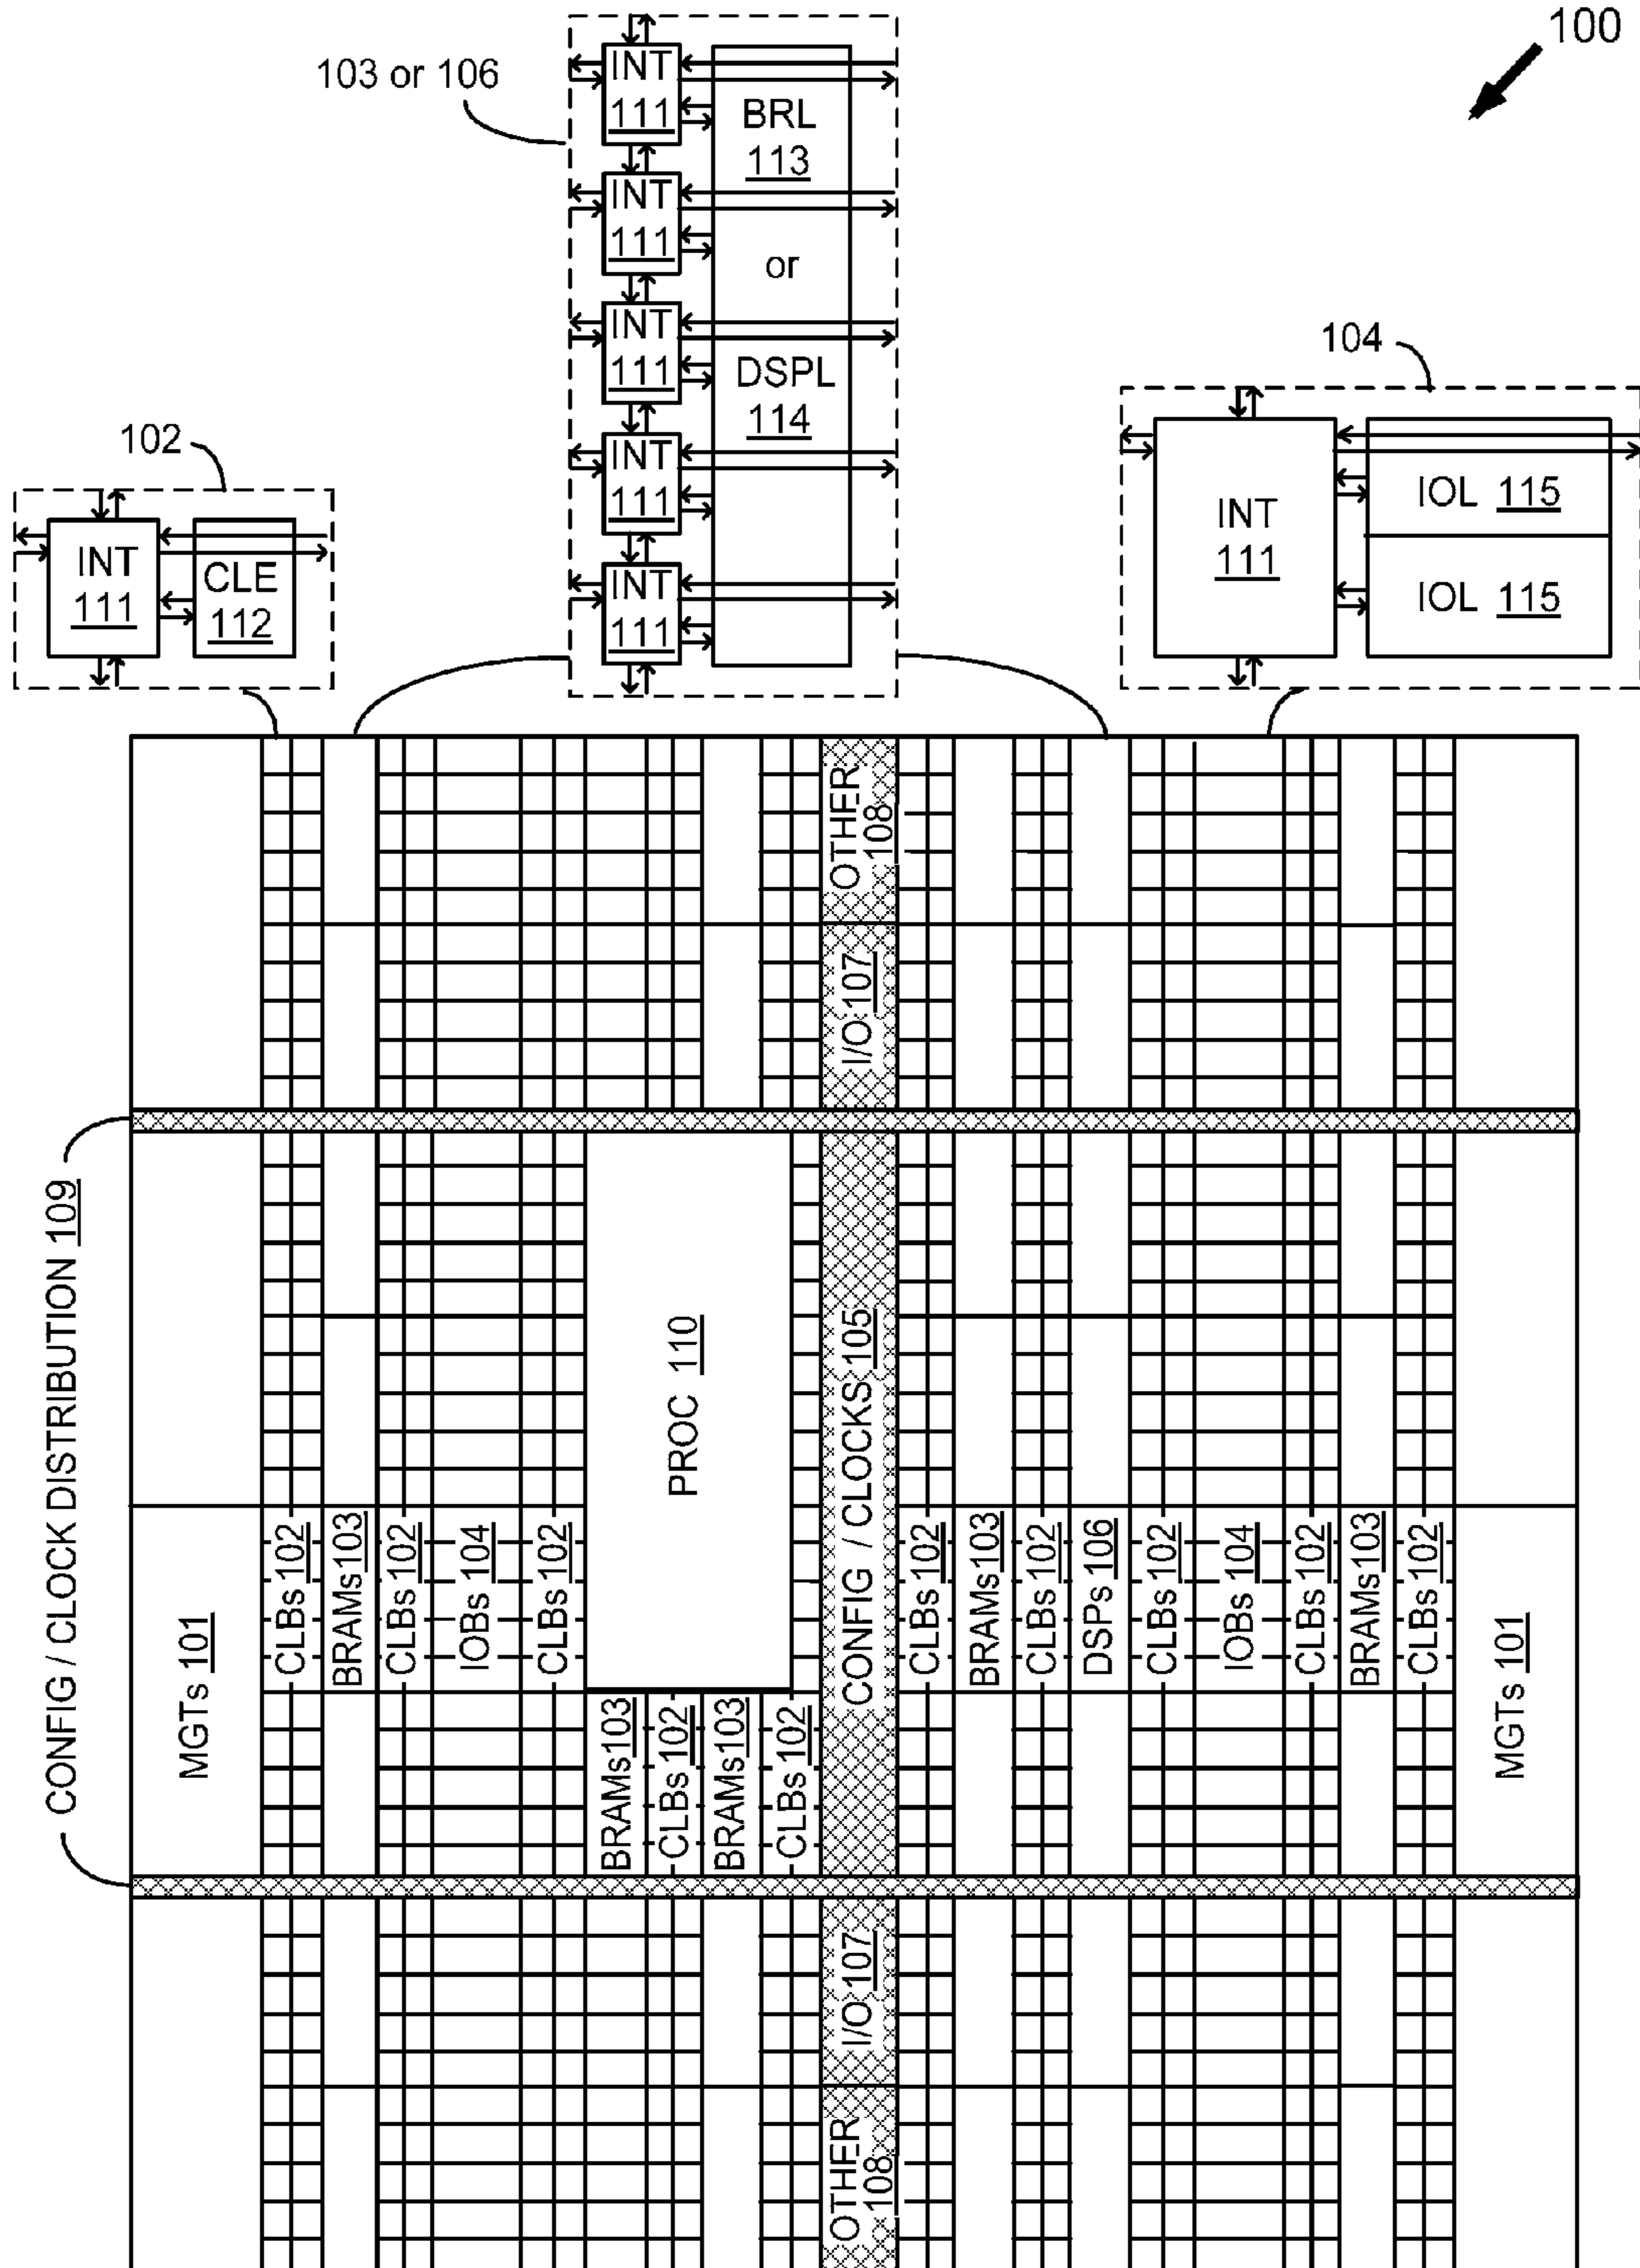 100
103 or 106
INT
111
INT
111
INT
111
INT
111
INT
111
BRL
113
or
DSPL
114
104
INT
111
IOL 115
IOL 115
102
INT
111
CLE
112
OTHER
108
I/O 107
CONFIG / CLOCK DISTRIBUTION 109
PROC 110
CONFIG / CLOCKS 105
MGTs 101
CLBs 102
BRAMs 103
CLBs 102
IOBs 104
CLBs 102
BRAMs 103
CLBs 102
BRAMs 103
CLBs 102
CLBs 102
BRAMs 103
CLBs 102
DSPs 106
CLBs 102
IOBs 104
CLBs 102
BRAMs 103
CLBs 102
MGTs 101
I/O 107
OTHER
108